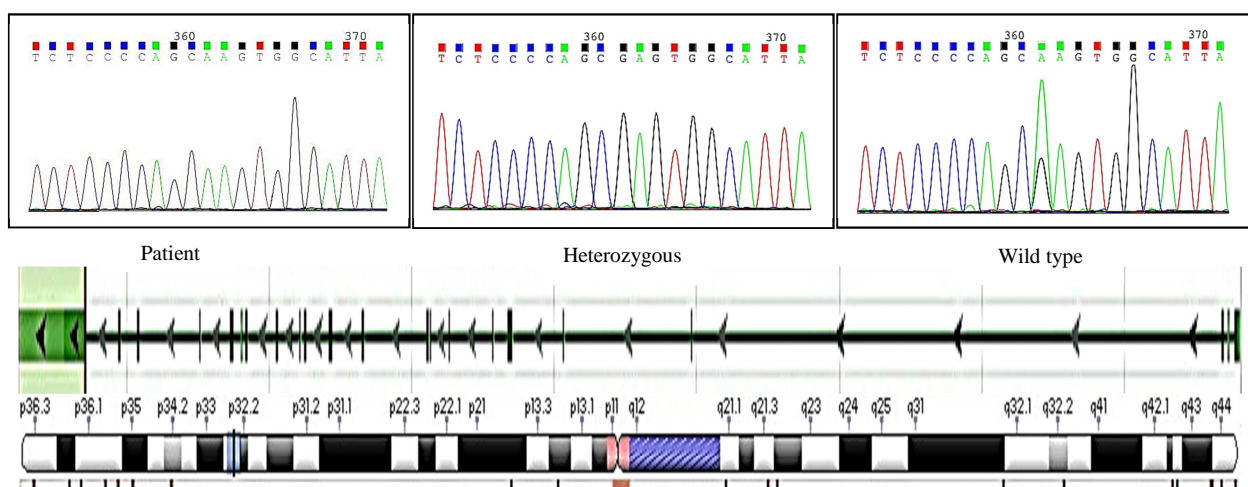 360 370
T C T C C C C A G C A A G T G G C A T T A
360 370
T C T C C C C A G C G A G T G G C A T T A
360 370
T C T C C C C A G C A A G T G G C A T T A
Patient Heterozygous Wild type
p36.3 p36.1 p35 p34.2 p33 p32.2 p31.2 p31.1 p22.3 p22.1 p21 p13.3 p13.1 p11 q12 q21.1 q21.3 q23 q24 q25 q31 q32.1 q32.2 q41 q42.1 q43 q44